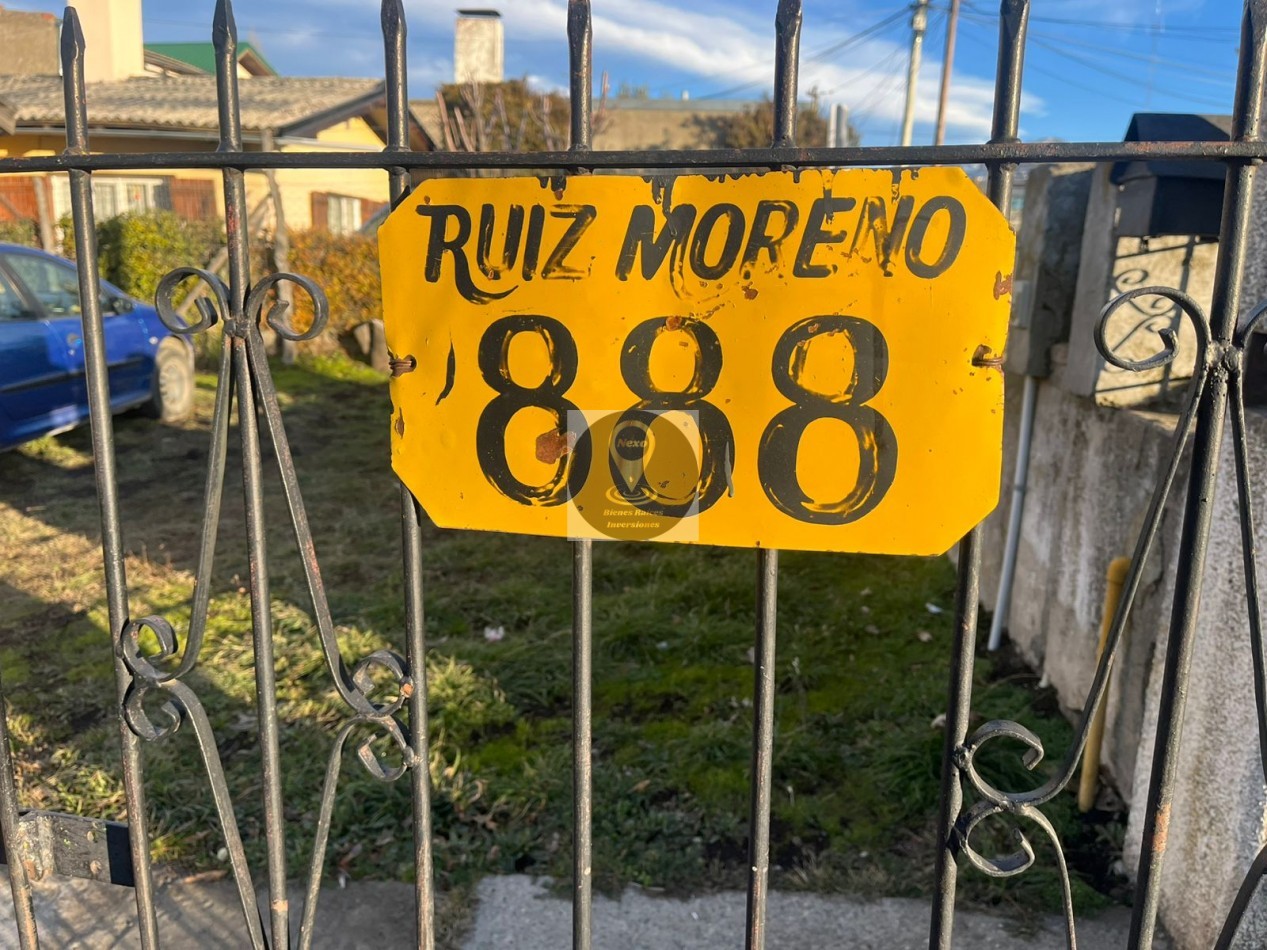 RUIZ MORENO
888
Nexo
Bienes Raíces
Inversiones